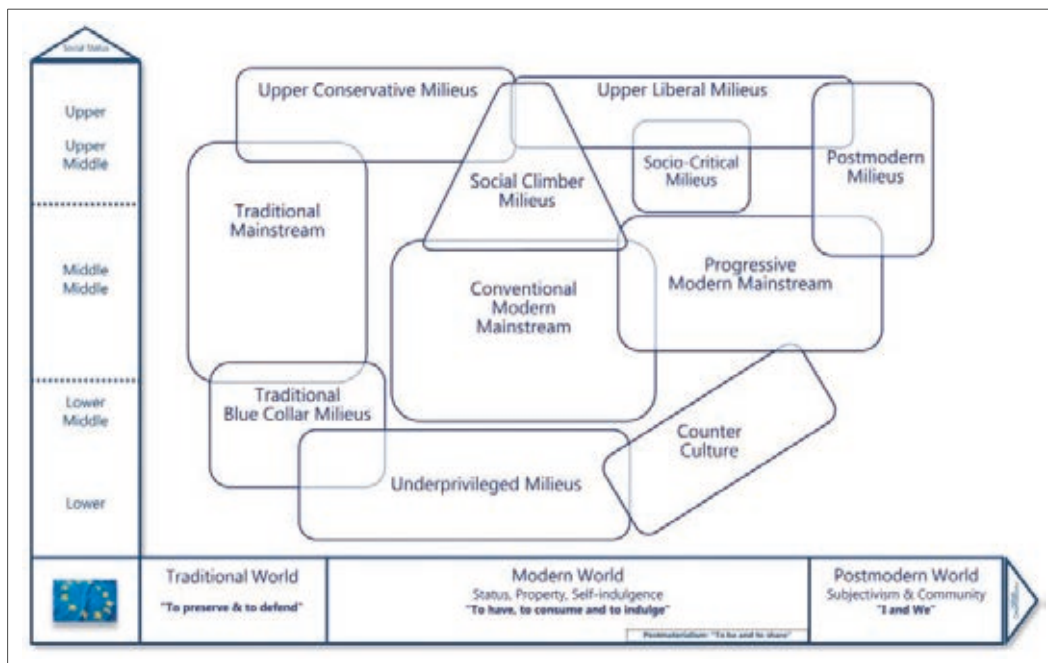 Social Status
Upper
Upper
Middle
Middle
Middle
Lower
Middle
Lower
Upper Conservative Milieus
Upper Liberal Milieus
Socio-Critical
Milieus
Postmodern
Milieus
Social Climber
Milieus
Traditional
Mainstream
Progressive
Modern Mainstream
Conventional
Modern
Mainstream
Traditional
Blue Collar Milieus
Counter
Culture
Underprivileged Milieus
Traditional World
"To preserve & to defend"
Modern World
Status, Property, Self-indulgence
"To have, to consume and to indulge"
Postmaterialism: "To be and to share"
Postmodern World
Subjectivism & Community
"I and We"